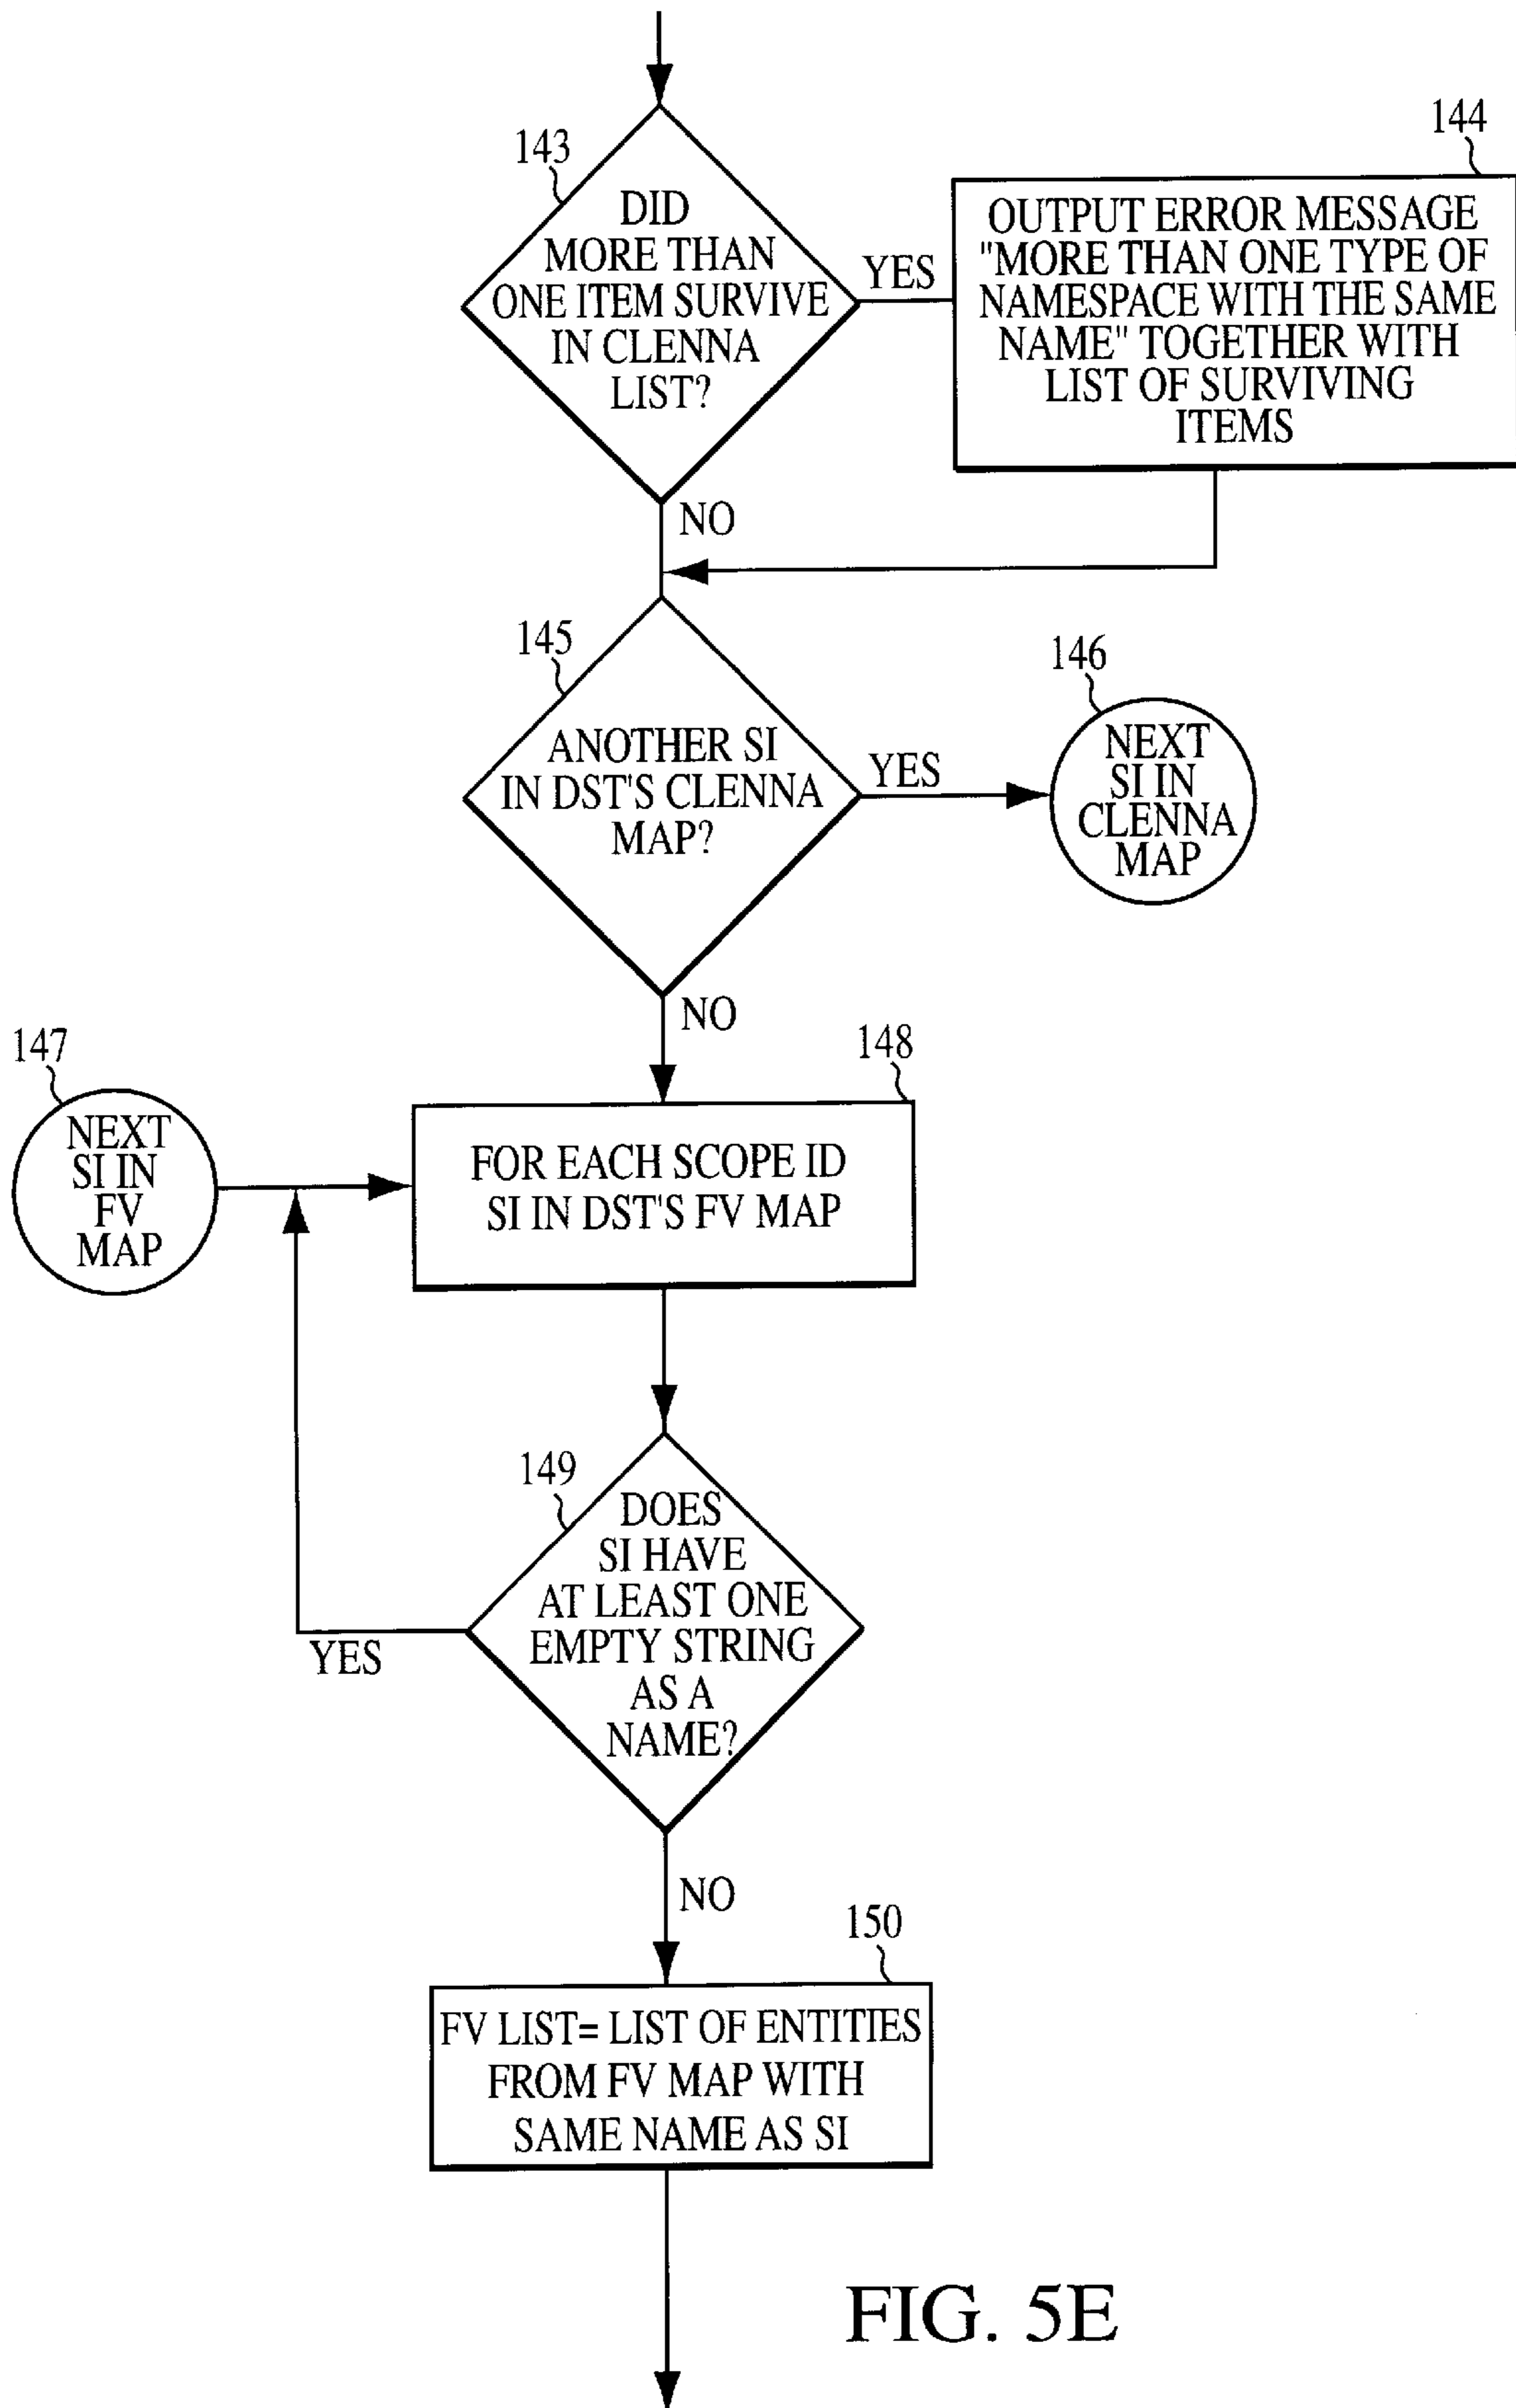 143
DID
MORE THAN
ONE ITEM SURVIVE
IN CLENNA
LIST?
YES
144
OUTPUT ERROR MESSAGE
"MORE THAN ONE TYPE OF
NAMESPACE WITH THE SAME
NAME" TOGETHER WITH
LIST OF SURVIVING
ITEMS
NO
145
ANOTHER SI
IN DST'S CLENNA
MAP?
YES
146
NEXT
SI IN
CLENNA
MAP
NO
147
NEXT
SI IN
FV
MAP
148
FOR EACH SCOPE ID
SI IN DST'S FV MAP
149
DOES
SI HAVE
AT LEAST ONE
EMPTY STRING
AS A
NAME?
YES
NO
150
FV LIST= LIST OF ENTITIES
FROM FV MAP WITH
SAME NAME AS SI
FIG. 5E